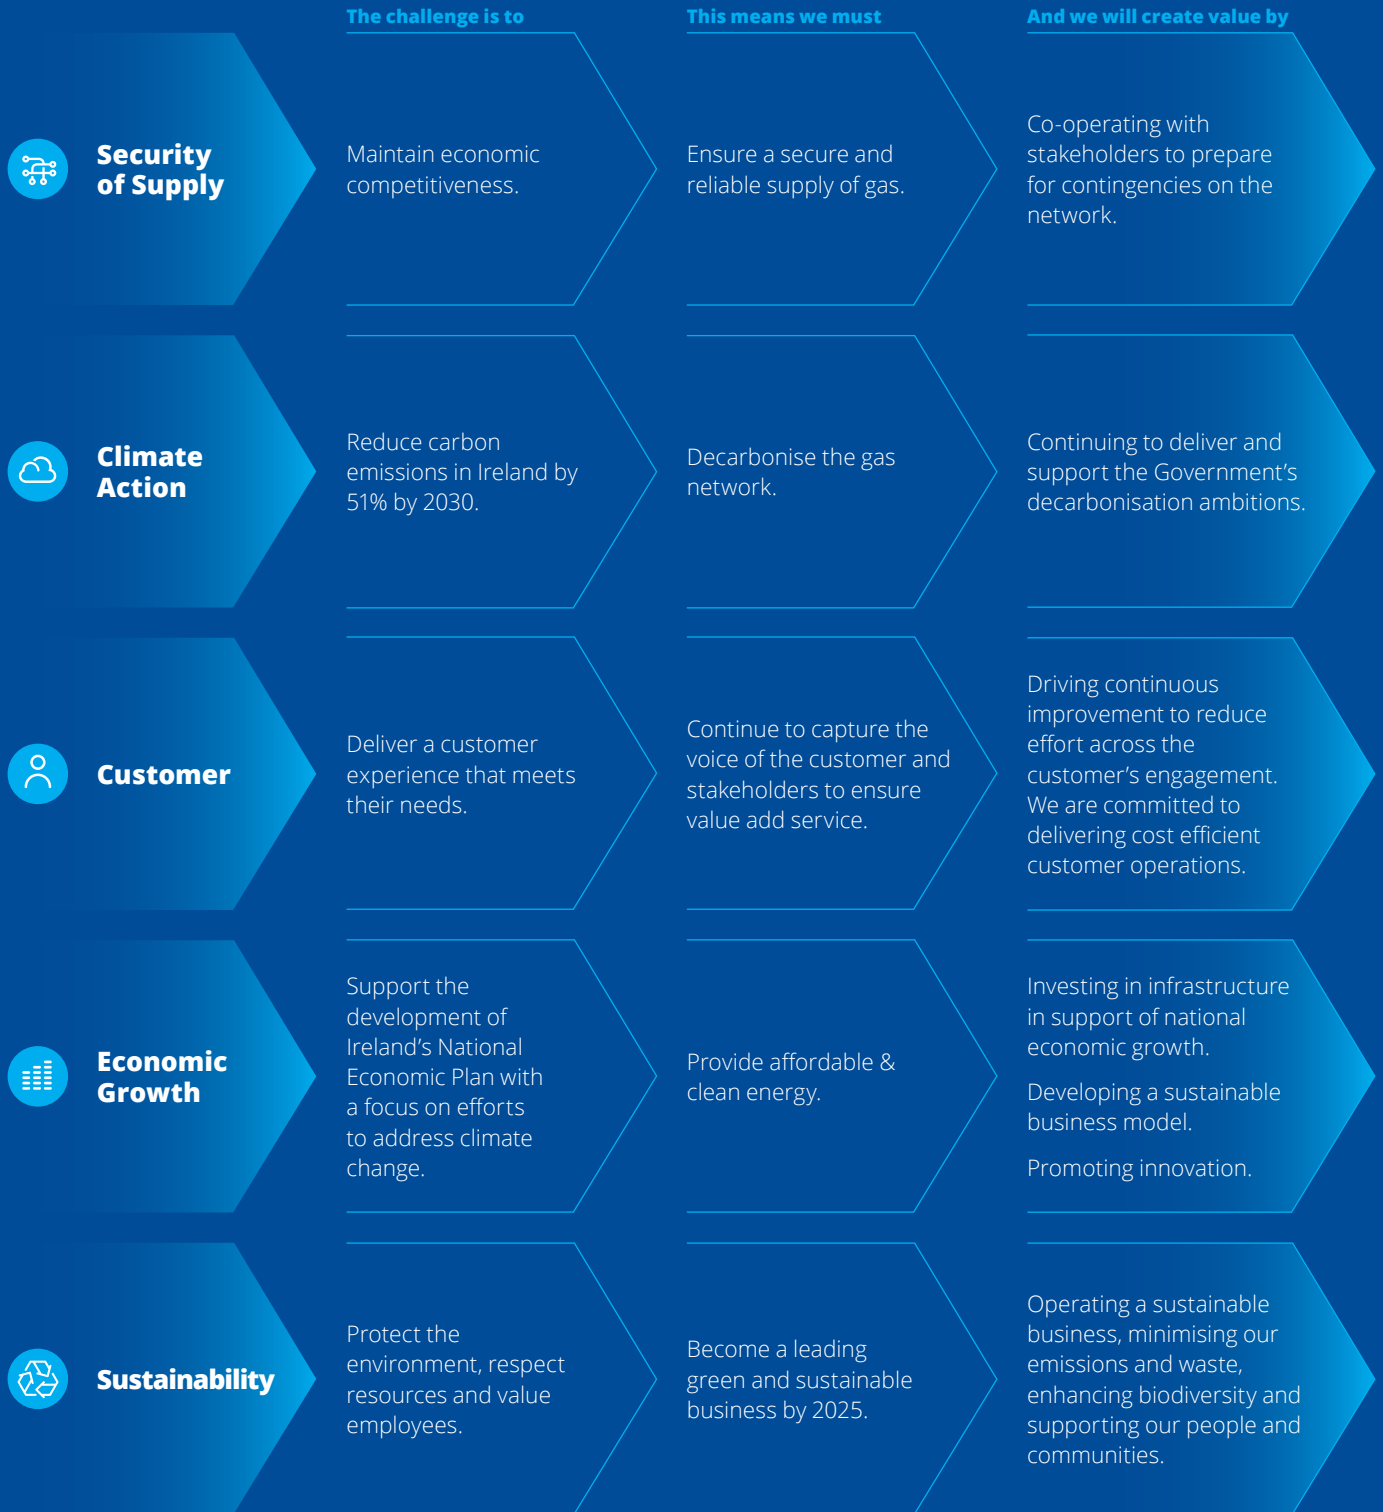 The challenge is to
This means we must
And we will create value by
Security
of Supply
Maintain economic
competitiveness.
Ensure a secure and
reliable supply of gas.
Co-operating with
stakeholders to prepare
for contingencies on the
network.
Climate
Action
Reduce carbon
emissions in Ireland by
51% by 2030.
Decarbonise the gas
network.
Continuing to deliver and
support the Government’s
decarbonisation ambitions.
Customer
Deliver a customer
experience that meets
their needs.
Continue to capture the
voice of the customer and
stakeholders to ensure
value add service.
Driving continuous
improvement to reduce
effort across the
customer’s engagement.
We are committed to
delivering cost efficient
customer operations.
Economic
Growth
Support the
development of
Ireland’s National
Economic Plan with
a focus on efforts
to address climate
change.
Provide affordable &
clean energy.
Investing in infrastructure
in support of national
economic growth.
Developing a sustainable
business model.
Promoting innovation.
Sustainability
Protect the
environment, respect
resources and value
employees.
Become a leading
green and sustainable
business by 2025.
Operating a sustainable
business, minimising our
emissions and waste,
enhancing biodiversity and
supporting our people and
communities.